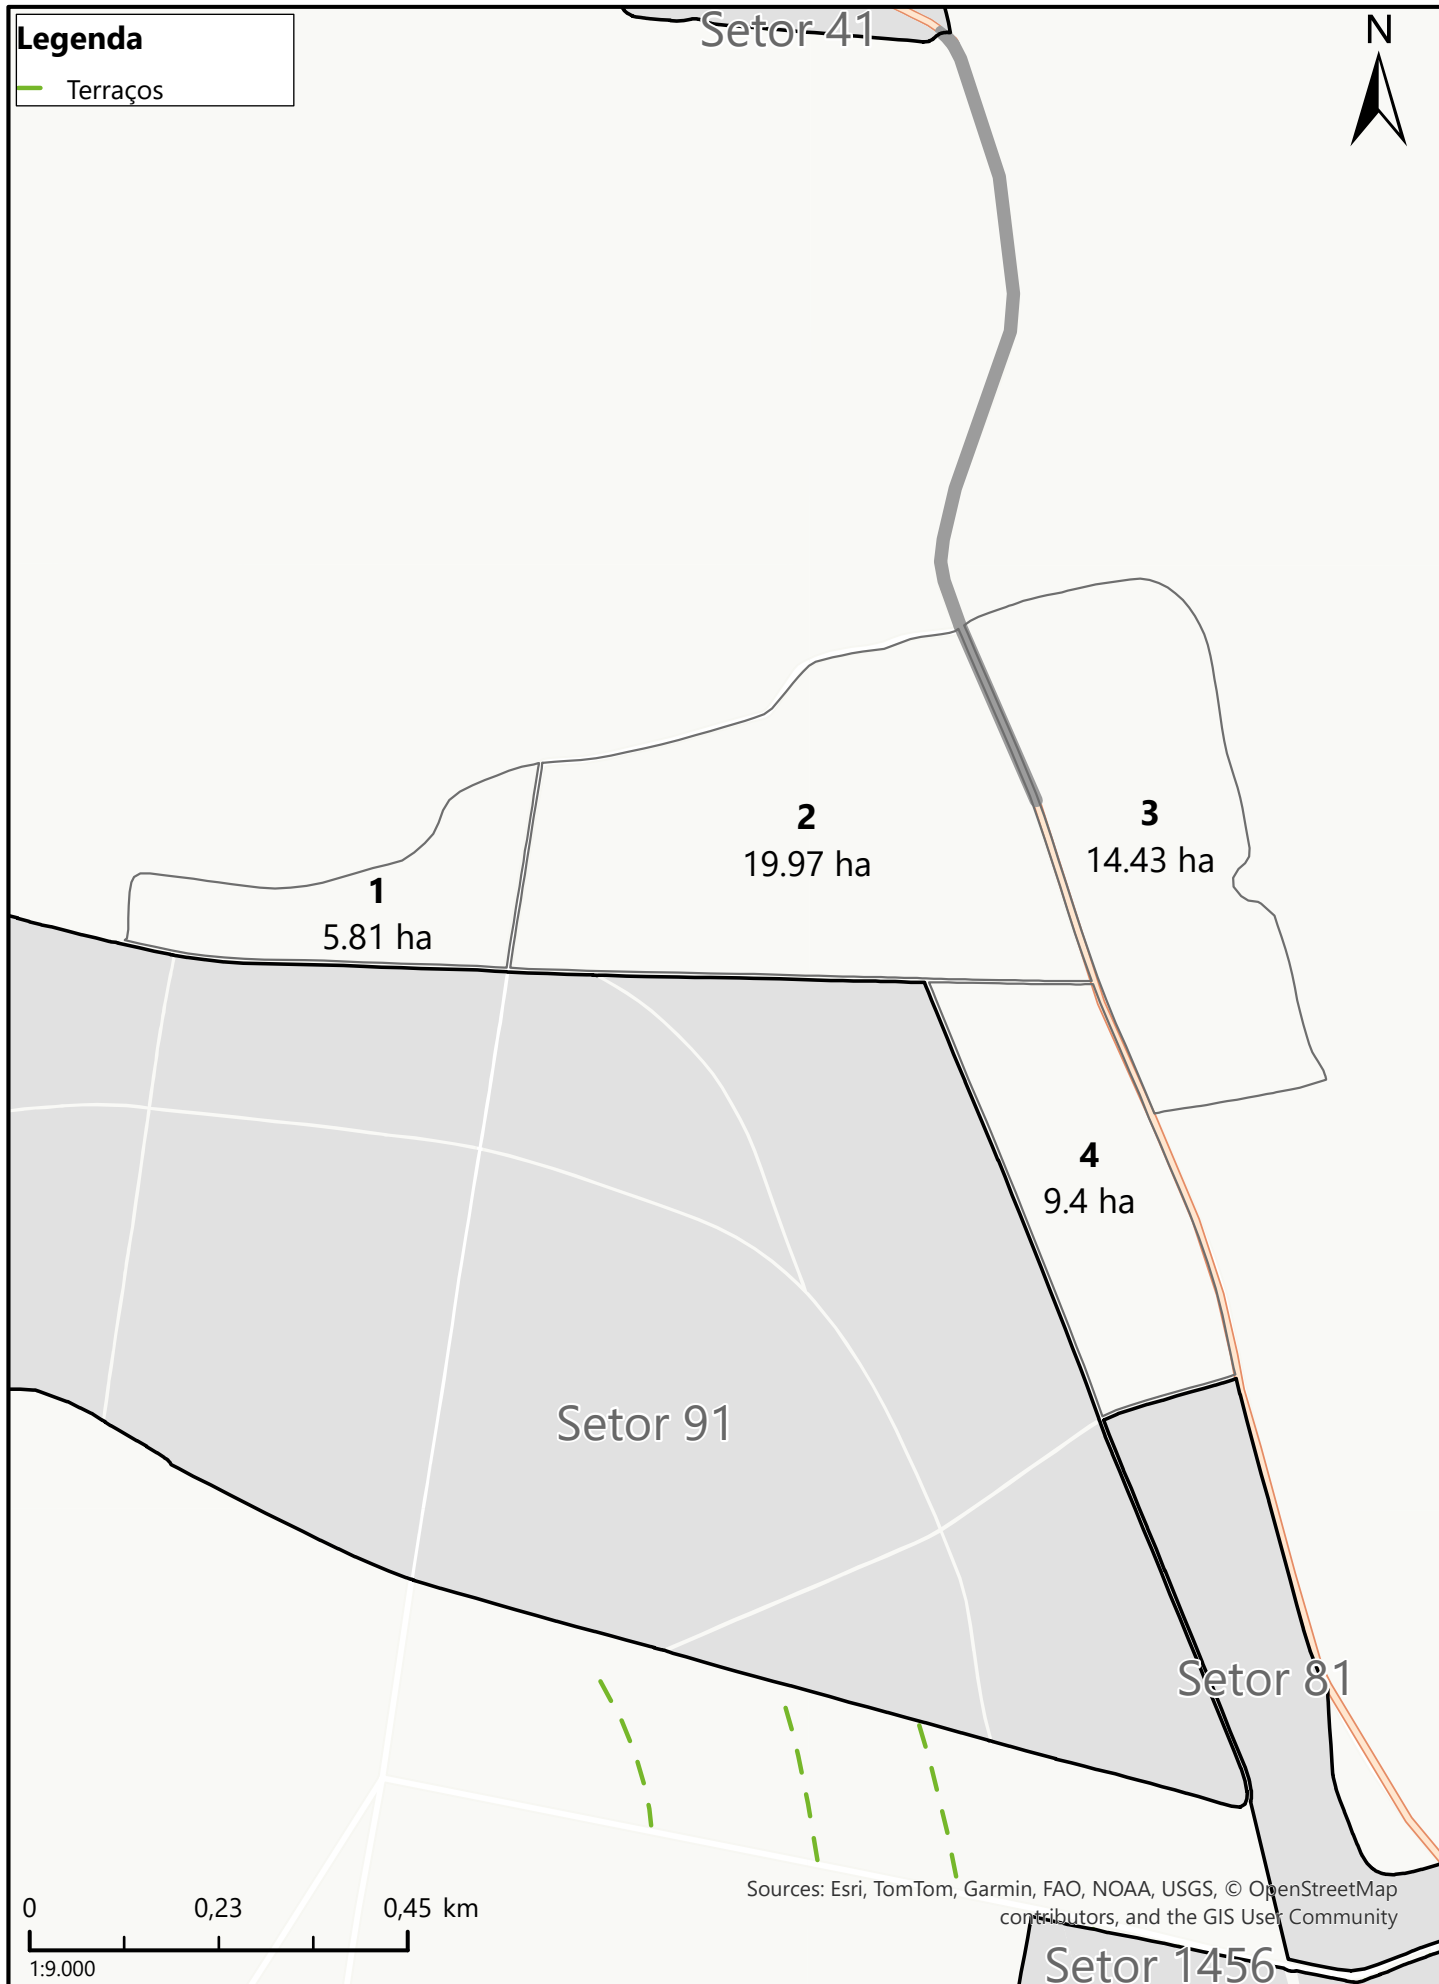 Legenda
Terraços
Setor 41
N
2
19.97 ha
3
14.43 ha
1
5.81 ha
4
9.4 ha
Setor 91
Setor 81
Sources: Esri, TomTom, Garmin, FAO, NOAA, USGS, © OpenStreetMap
contributors, and the GIS User Community
0 0,23 0,45 km
1:9.000
Setor 1456